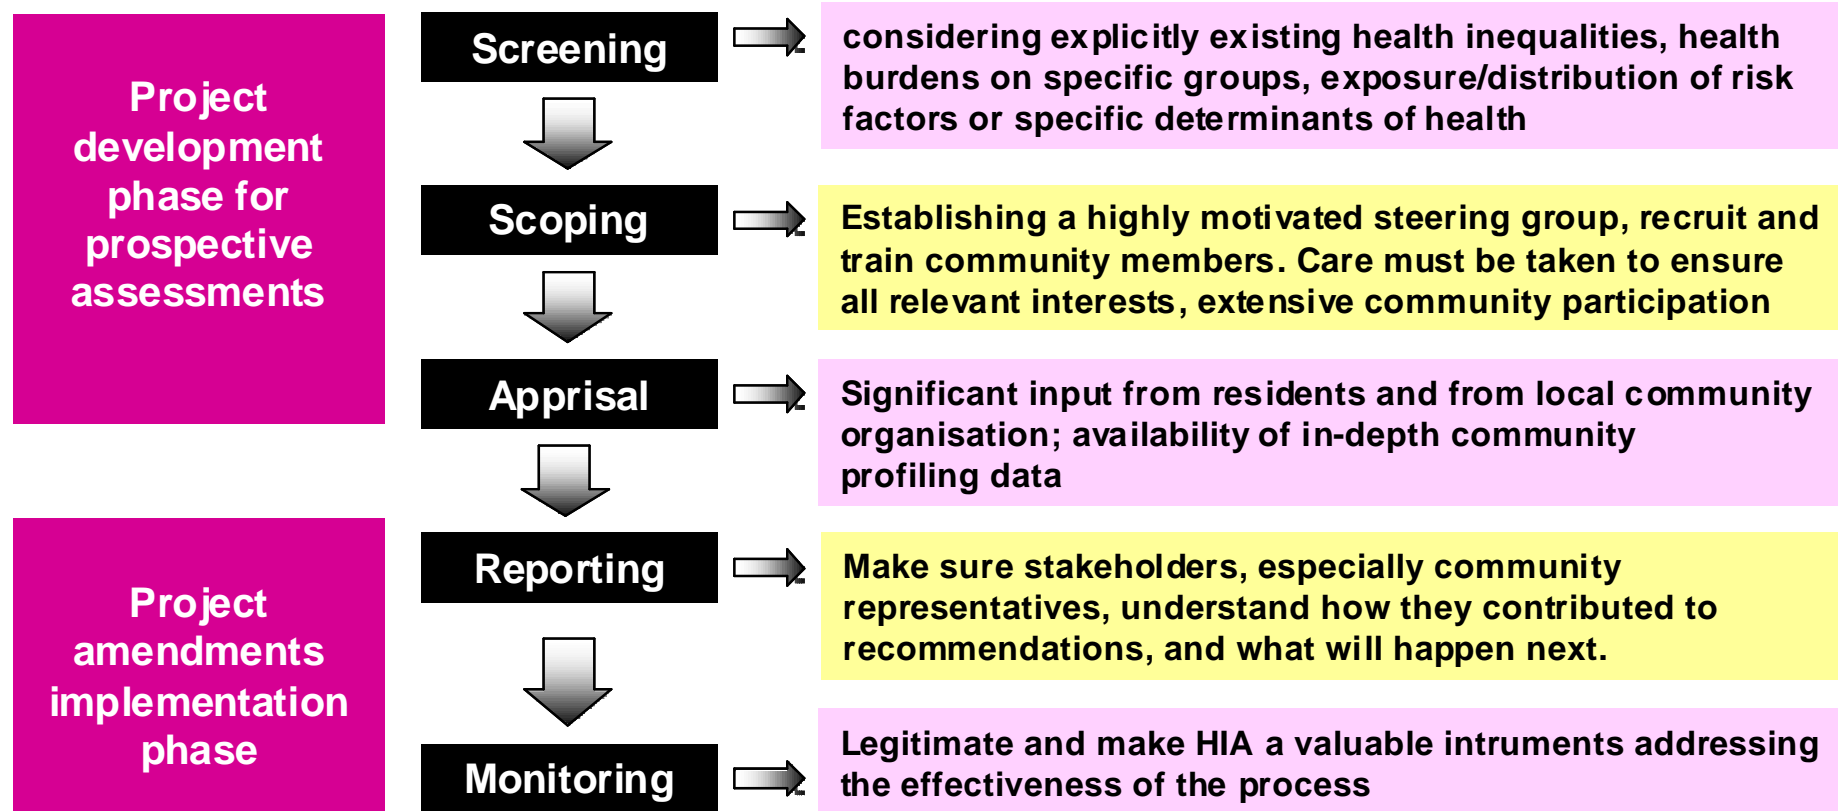 Project
development
phase for
prospective
assessments
Screening
considering explicitly existing health inequalities, health
burdens on specific groups, exposure/distribution of risk
factors or specific determinants of health
Scoping
Establishing a highly motivated steering group, recruit and
train community members. Care must be taken to ensure
all relevant interests, extensive community participation
Apprisal
Significant input from residents and from local community
organisation; availability of in-depth community
profiling data
Project
amendments
implementation
phase
Reporting
Make sure stakeholders, especially community
representatives, understand how they contributed to
recommendations, and what will happen next.
Monitoring
Legitimate and make HIA a valuable intruments addressing
the effectiveness of the process